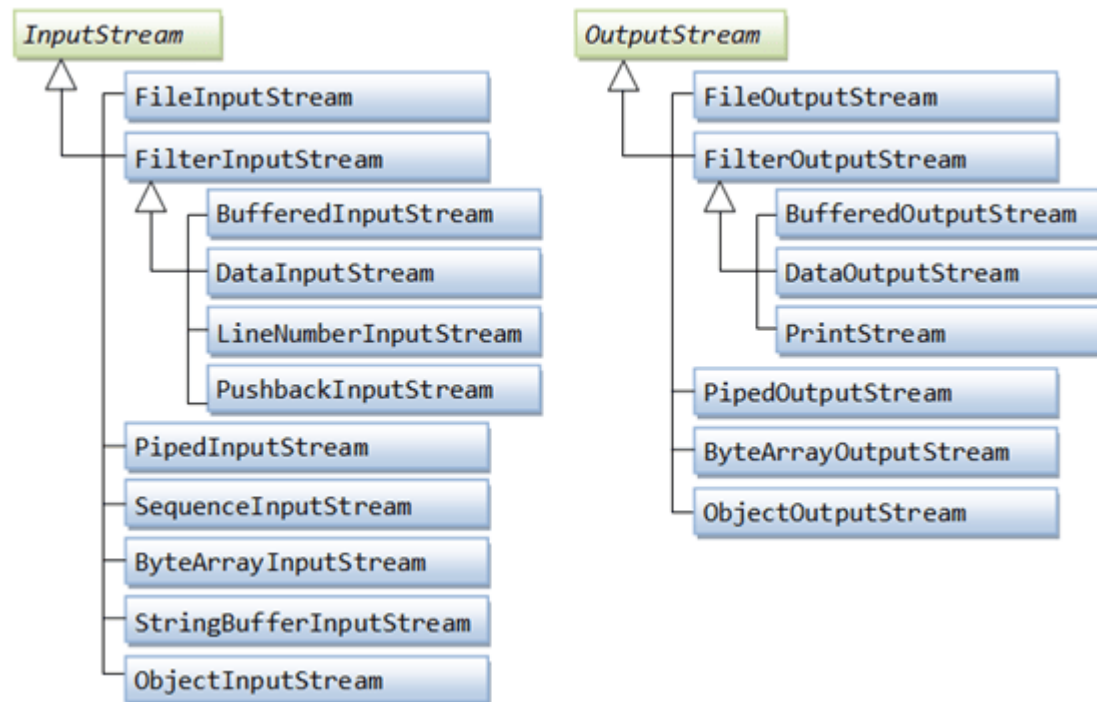 InputStream
FileInputStream
FilterInputStream
BufferedInputStream
DataInputStream
LineNumberInputStream
PushbackInputStream
PipedInputStream
SequenceInputStream
ByteArrayInputStream
StringBufferInputStream
ObjectInputStream
OutputStream
FileOutputStream
FilterOutputStream
BufferedOutputStream
DataOutputStream
PrintStream
PipedOutputStream
ByteArrayOutputStream
ObjectOutputStream